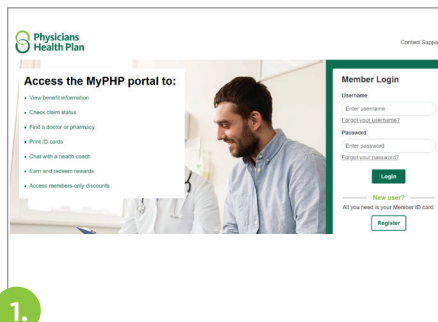 Physicians
Health Plan
Access the MyPHP portal to:
• View benefit information
• Check claim status
• Find a doctor or pharmacy
• Print ID cards
• Chat with a health coach
• Earn and redeem rewards
• Access members-only discounts
Contact Suppo
Member Login
Username
Enter username
Forgot your username?
Password
Enter password
Forgot your password?
Login
New user?
All you need is your Member ID card.
Register
1.